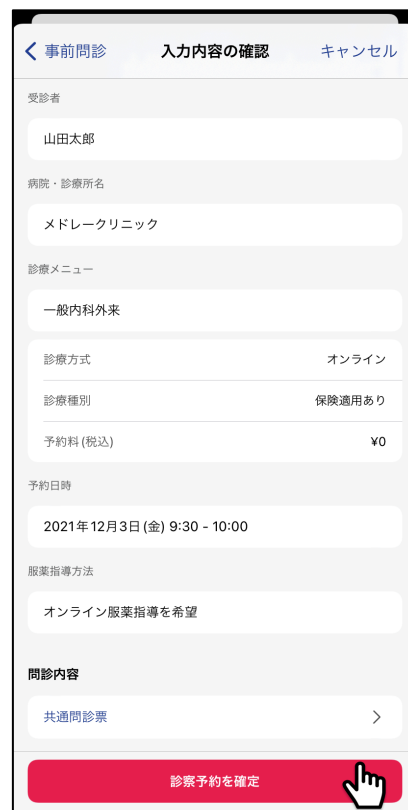 事前問診 入力内容の確認 キャンセル
受診者
山田太郎
病院・診療所名
メドレークリニック
診療メニュー
一般内科外来
診療方式 オンライン
診療種別 保険適用あり
予約料(税込) ¥0
予約日時
2021年12月3日(金) 9:30 - 10:00
服薬指導方法
オンライン服薬指導を希望
問診内容
共通問診票
診察予約を確定